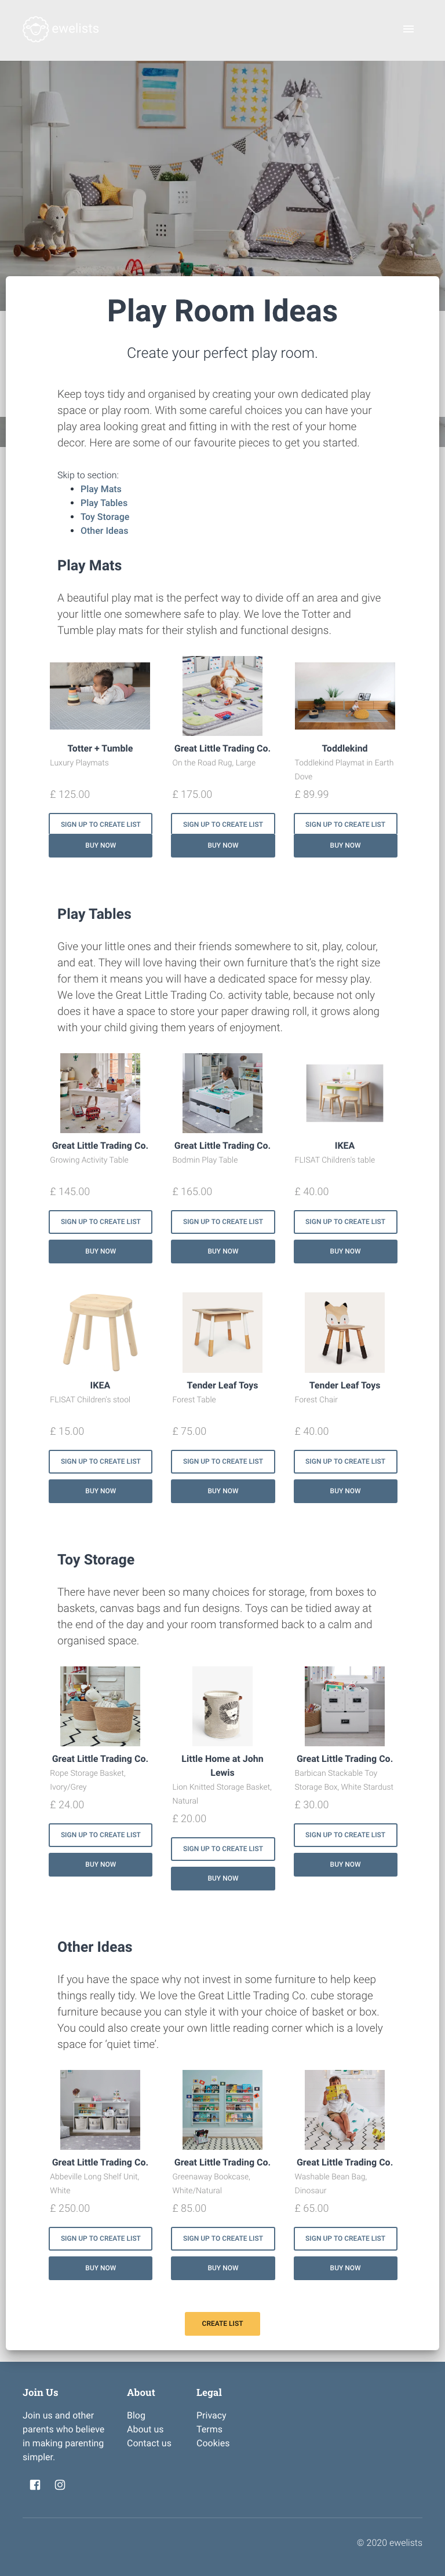 ewelists
Play Room Ideas
Create your perfect play room.
Keep toys tidy and organised by creating your own dedicated play
space or play room. With some careful choices you can have your
play area looking great and fitting in with the rest of your home
decor. Here are some of our favourite pieces to get you started.
Skip to section:
Play Mats
Play Tables
Toy Storage
Other Ideas
Play Mats
A beautiful play mat is the perfect way to divide off an area and give
your little one somewhere safe to play. We love the Totter and
Tumble play mats for their stylish and functional designs.
Totter + Tumble
Luxury Playmats
£ 125.00
SIGN UP TO CREATE LIST
BUY NOW
Great Little Trading Co.
On the Road Rug, Large
£ 175.00
SIGN UP TO CREATE LIST
BUY NOW
Toddlekind
Toddlekind Playmat in Earth
Dove
£ 89.99
SIGN UP TO CREATE LIST
BUY NOW
Play Tables
Give your little ones and their friends somewhere to sit, play, colour,
and eat. They will love having their own furniture that's the right size
for them it means you will have a dedicated space for messy play.
We love the Great Little Trading Co. activity table, because not only
does it have a space to store your paper drawing roll, it grows along
with your child giving them years of enjoyment.
Great Little Trading Co.
Growing Activity Table
£ 145.00
SIGN UP TO CREATE LIST
BUY NOW
Great Little Trading Co.
Bodmin Play Table
£ 165.00
SIGN UP TO CREATE LIST
BUY NOW
IKEA
FLISAT Children's table
£ 40.00
SIGN UP TO CREATE LIST
BUY NOW
IKEA
FLISAT Children's stool
£ 15.00
SIGN UP TO CREATE LIST
BUY NOW
Tender Leaf Toys
Forest Table
£ 75.00
SIGN UP TO CREATE LIST
BUY NOW
Tender Leaf Toys
Forest Chair
£ 40.00
SIGN UP TO CREATE LIST
BUY NOW
Toy Storage
There have never been so many choices for storage, from boxes to
baskets, canvas bags and fun designs. Toys can be tidied away at
the end of the day and your room transformed back to a calm and
organised space.
Great Little Trading Co.
Rope Storage Basket,
Ivory/Grey
£ 24.00
SIGN UP TO CREATE LIST
BUY NOW
Little Home at John
Lewis
Lion Knitted Storage Basket,
Natural
£ 20.00
SIGN UP TO CREATE LIST
BUY NOW
Great Little Trading Co.
Barbican Stackable Toy
Storage Box, White Stardust
£ 30.00
SIGN UP TO CREATE LIST
BUY NOW
Other Ideas
If you have the space why not invest in some furniture to help keep
things really tidy. We love the Great Little Trading Co. cube storage
furniture because you can style it with your choice of basket or box.
You could also create your own little reading corner which is a lovely
space for 'quiet time'.
Great Little Trading Co.
Abbeville Long Shelf Unit,
White
£ 250.00
SIGN UP TO CREATE LIST
BUY NOW
Great Little Trading Co.
Greenaway Bookcase,
White/Natural
£ 85.00
SIGN UP TO CREATE LIST
BUY NOW
Great Little Trading Co.
Washable Bean Bag,
Dinosaur
£ 65.00
SIGN UP TO CREATE LIST
BUY NOW
CREATE LIST
Join Us
Join us and other
parents who believe
in making parenting
simpler.
About
Blog
About us
Contact us
Legal
Privacy
Terms
Cookies
© 2020 ewelists